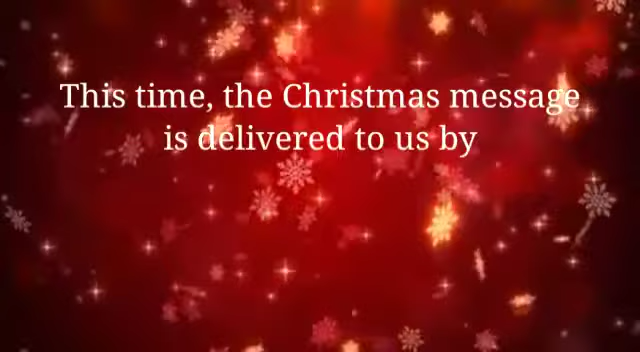 This time, the Christmas message
is delivered to us by